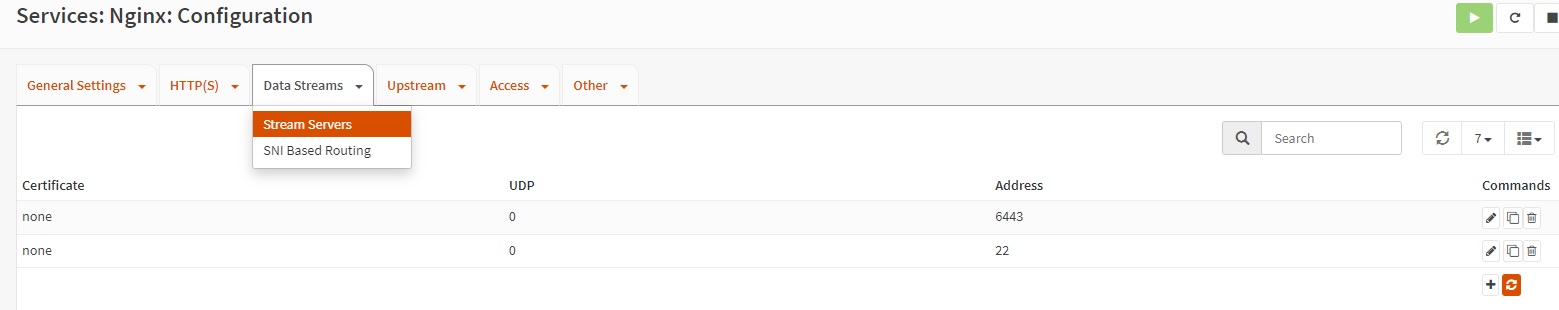 Services: Nginx: Configuration
General Settings HTTP(S) Data Streams Upstream Access Other
Stream Servers
SNI Based Routing
Search 7
Certificate UDP Address Commands
none 0 6443
none 0 22